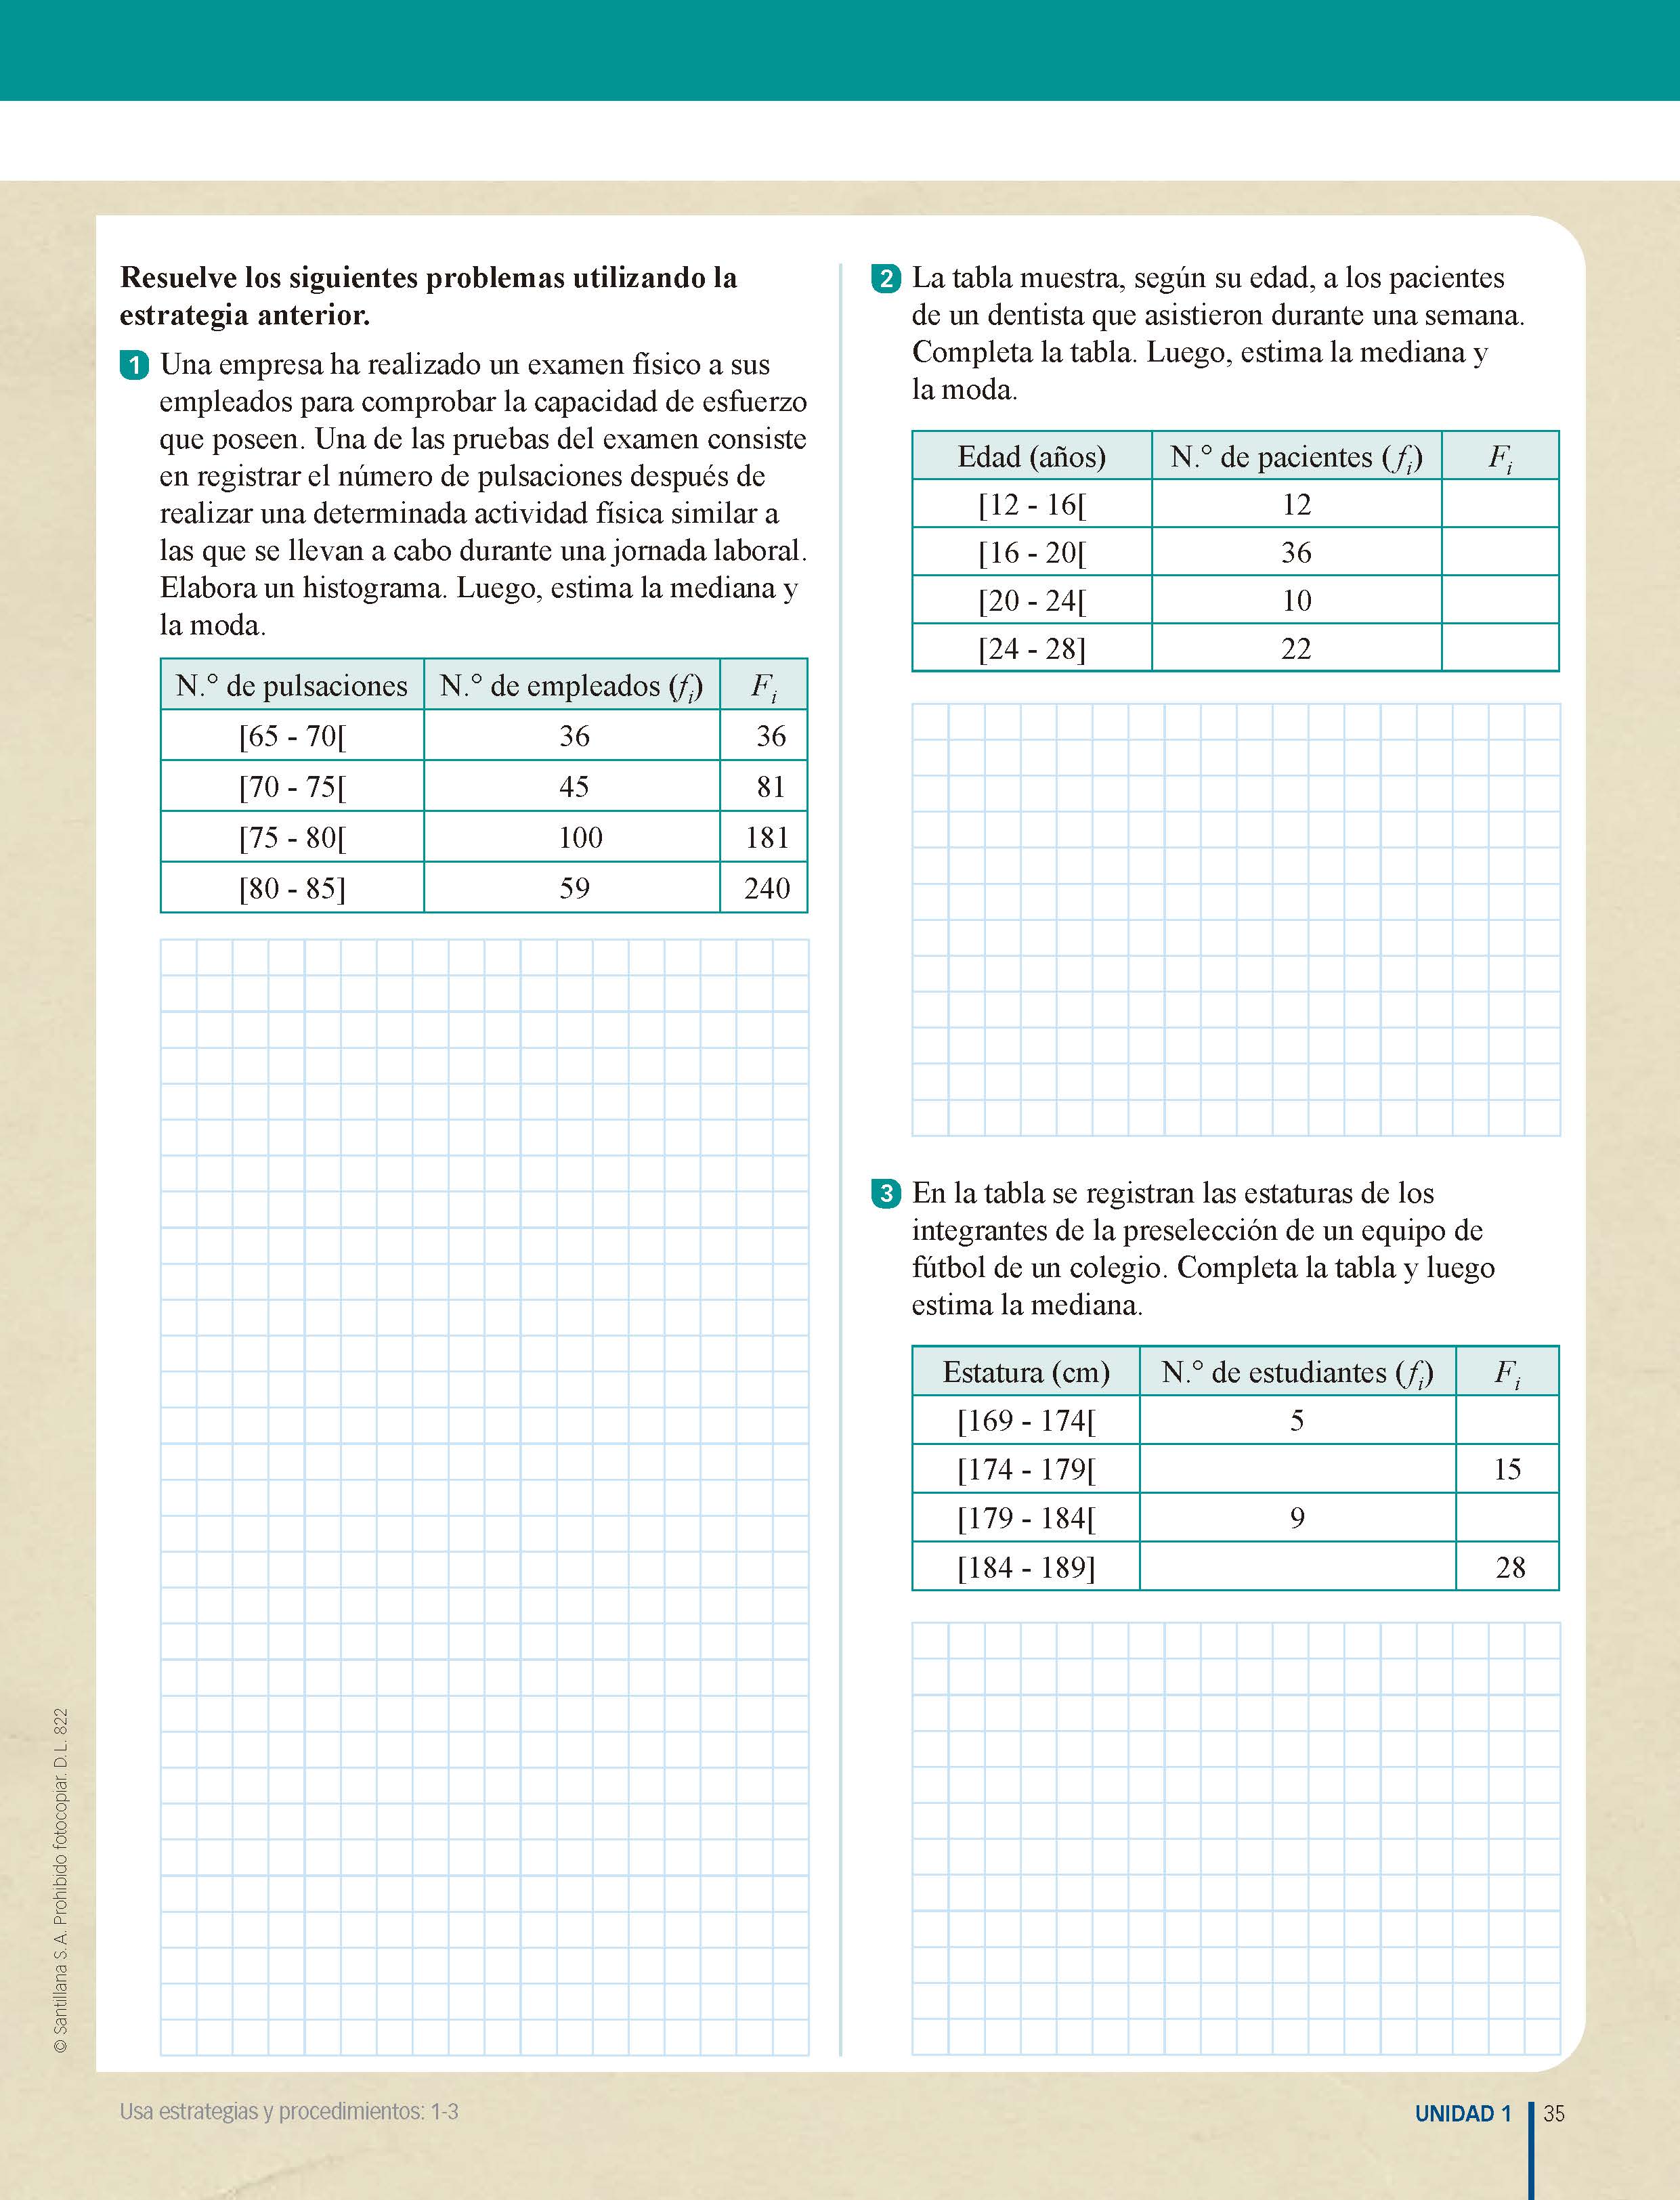 Resuelve los siguientes problemas utilizando la
estrategia anterior.
1 Una empresa ha realizado un examen físico a sus
empleados para comprobar la capacidad de esfuerzo
que poseen. Una de las pruebas del examen consiste
en registrar el número de pulsaciones después de
realizar una determinada actividad física similar a
las que se llevan a cabo durante una jornada laboral.
Elabora un histograma. Luego, estima la mediana y
la moda.
N.° de pulsaciones N.° de empleados (fi) Fi
[65 - 70[ 36 36
[70 - 75[ 45 81
[75 - 80[ 100 181
[80 - 85] 59 240
2 La tabla muestra, según su edad, a los pacientes
de un dentista que asistieron durante una semana.
Completa la tabla. Luego, estima la mediana y
la moda.
Edad (años) N.° de pacientes (fi) Fi
[12 - 16[ 12
[16 - 20[ 36
[20 - 24[ 10
[24 - 28] 22
3 En la tabla se registran las estaturas de los
integrantes de la preselección de un equipo de
fútbol de un colegio. Completa la tabla y luego
estima la mediana.
Estatura (cm) N.° de estudiantes (fi) Fi
[169 - 174[ 5
[174 - 179[ 15
[179 - 184[ 9
[184 - 189] 28
© Santillana S. A. Prohibido fotocopiar. D. L. 822
Usa estrategias y procedimientos: 1-3
UNIDAD 1 35